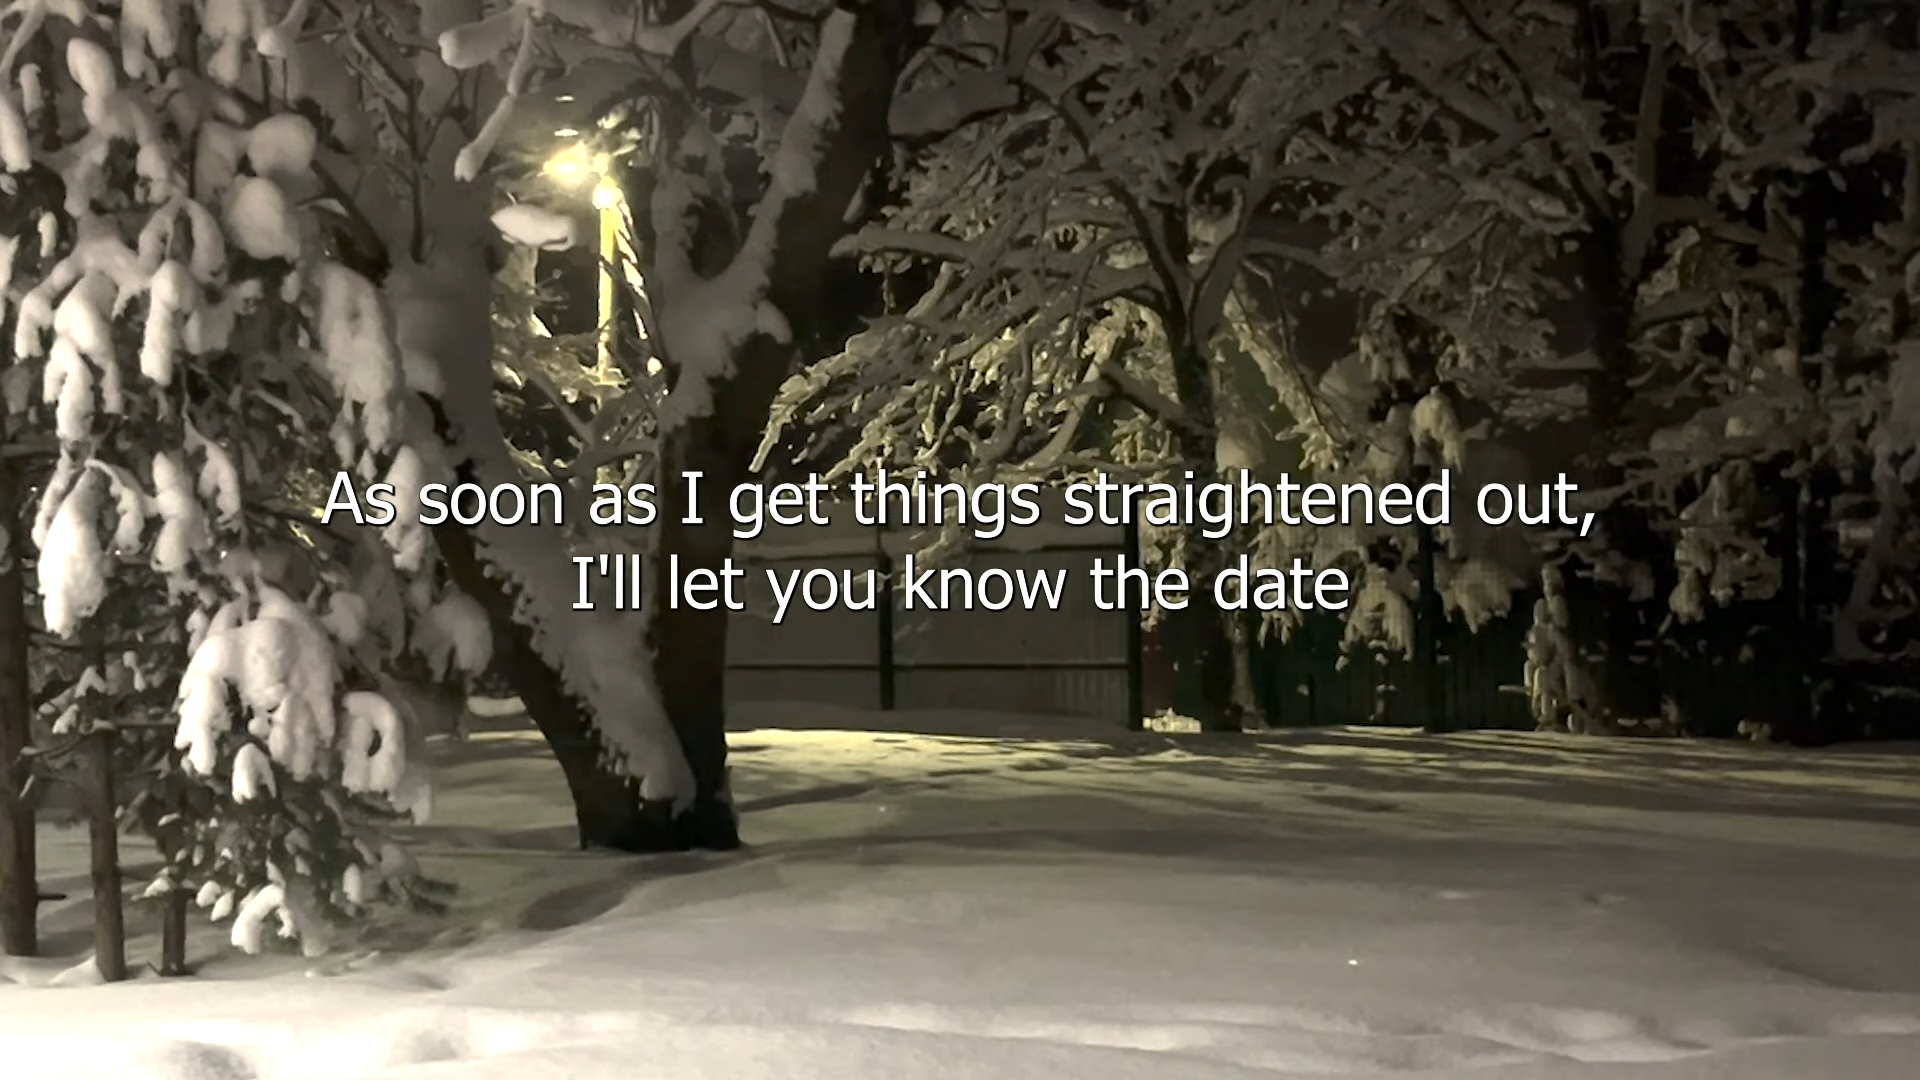 As soon as I get things straightened out,
I'll let you know the date